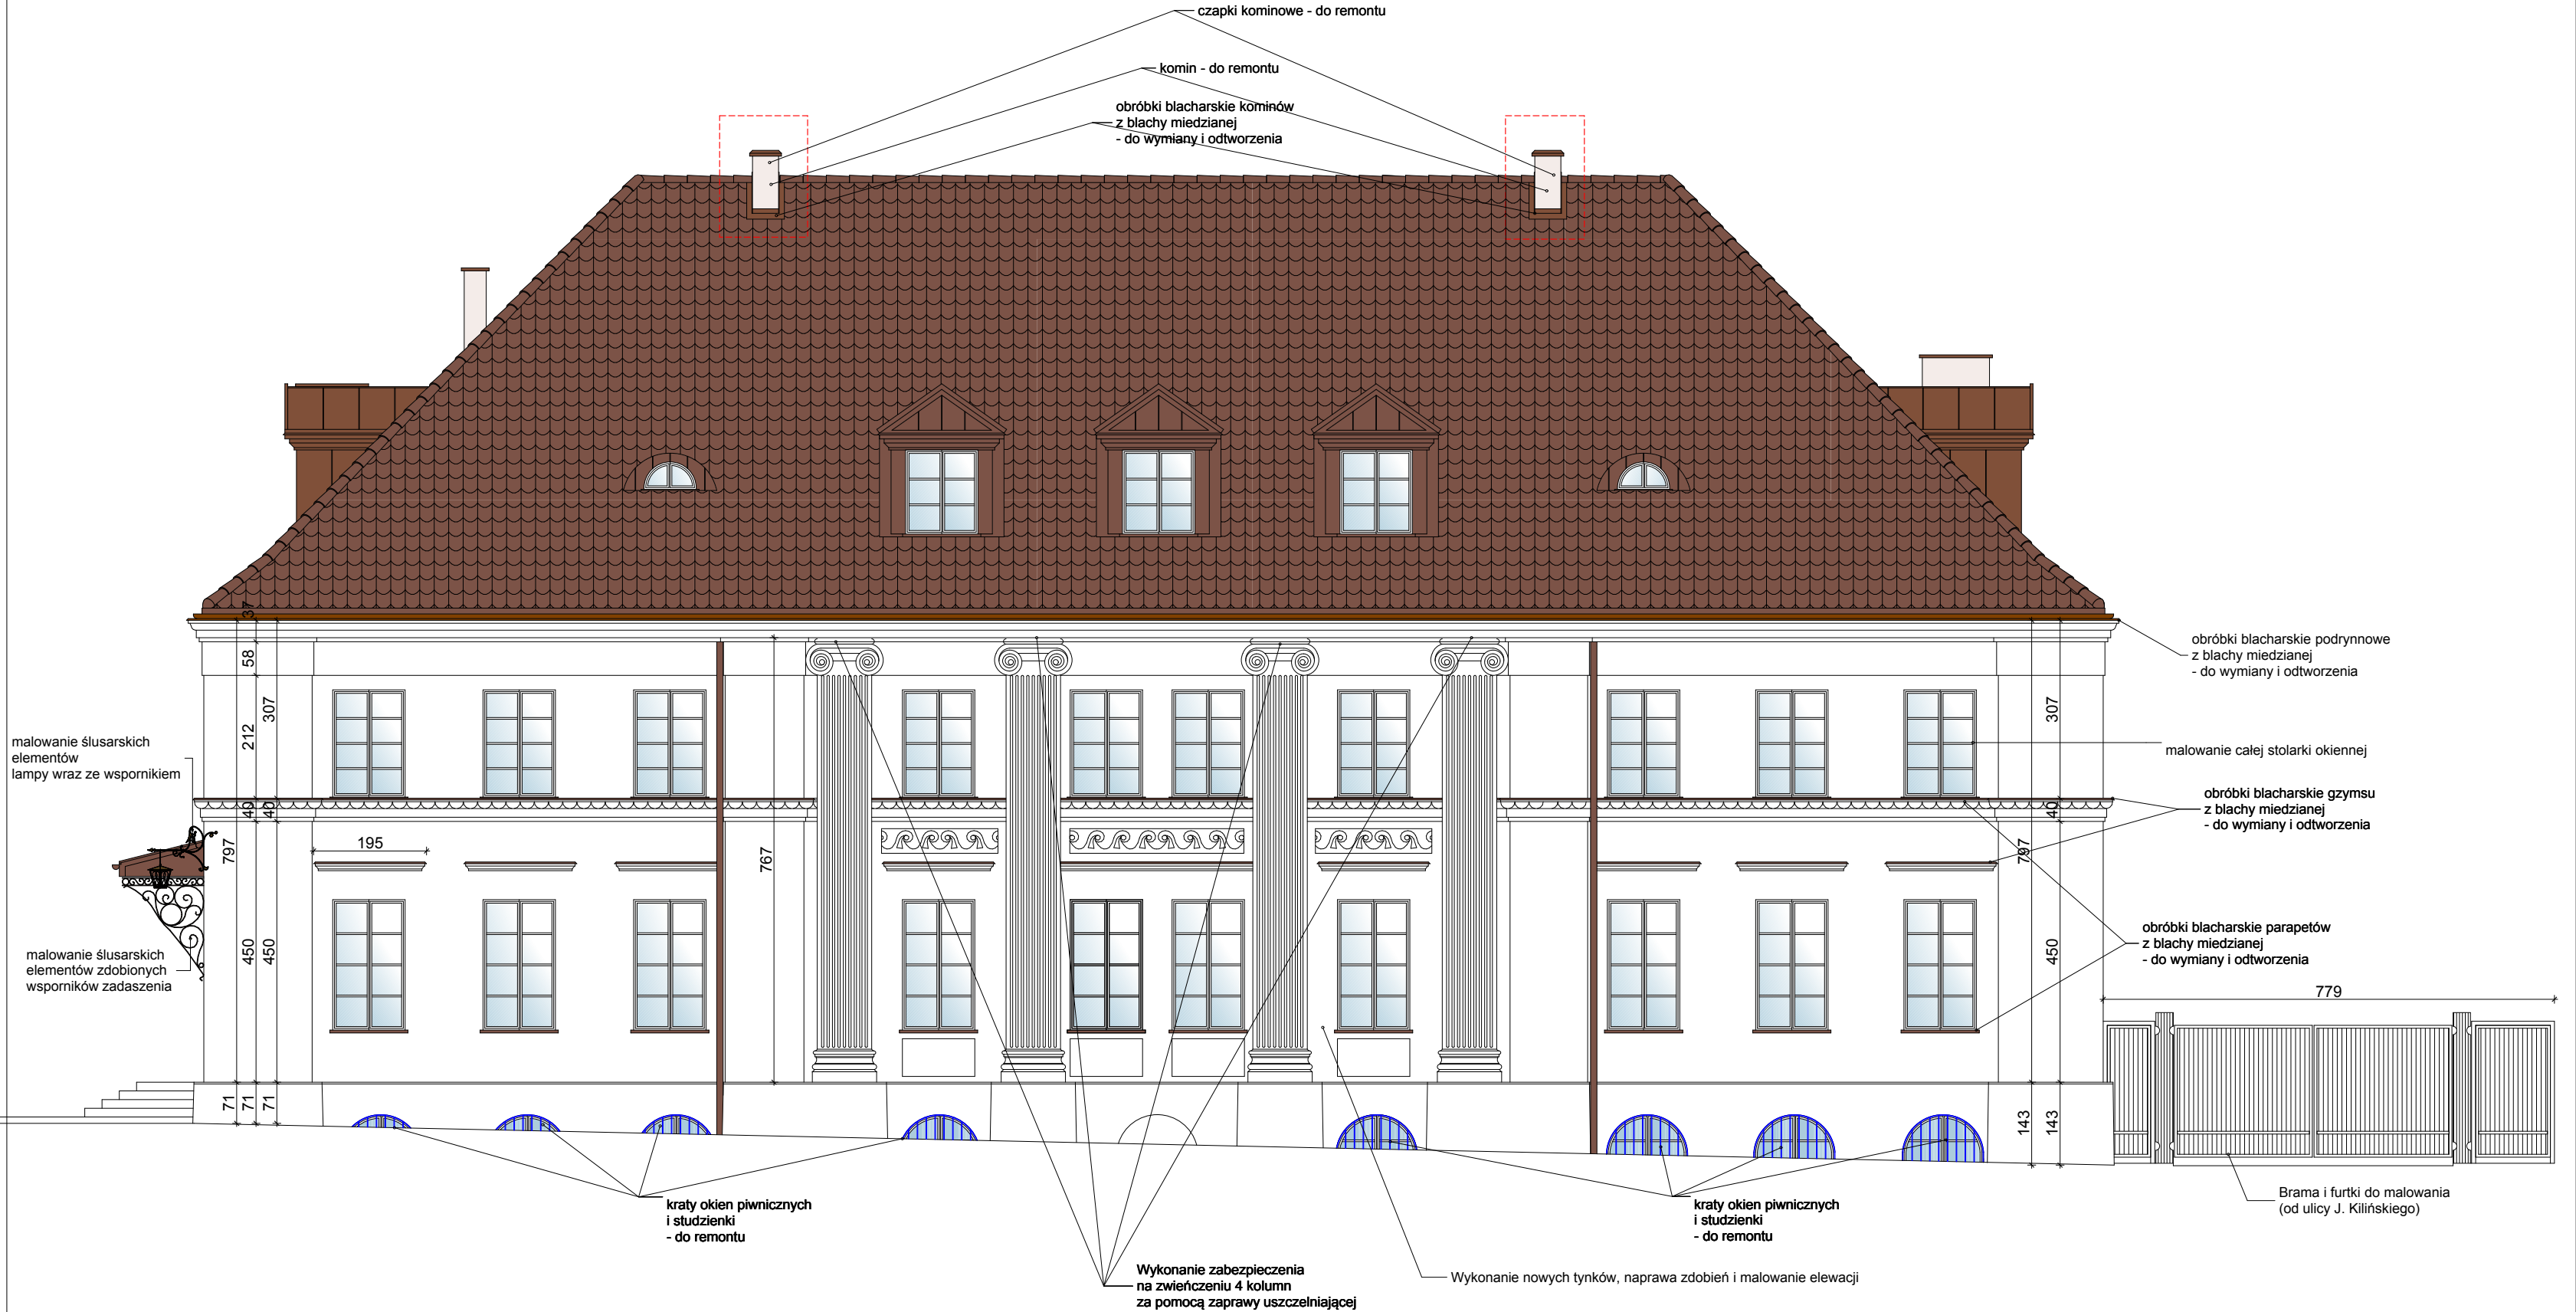 czapki kominowe - do remontu
komin - do remontu
obróbki blacharskie kominów
z blachy miedzianej
- do wymiany i odtworzenia
37
58
307
212
40
40
797
450
450
71
71
71
195
767
307
40
797
450
143
143
779
malowanie ślusarskich
elementów
lampy wraz ze wspornikiem
malowanie ślusarskich
elementów zdobionych
wsporników zadaszenia
obróbki blacharskie podrynnowe
z blachy miedzianej
- do wymiany i odtworzenia
malowanie całej stolarki okiennej
obróbki blacharskie gzymsu
z blachy miedzianej
- do wymiany i odtworzenia
obróbki blacharskie parapetów
z blachy miedzianej
- do wymiany i odtworzenia
kraty okien piwnicznych
i studzienki
- do remontu
kraty okien piwnicznych
i studzienki
- do remontu
Brama i furtki do malowania
(od ulicy J. Kilińskiego)
Wykonanie zabezpieczenia
na zwieńczeniu 4 kolumn
za pomocą zaprawy uszczelniającej
Wykonanie nowych tynków, naprawa zdobień i malowanie elewacji